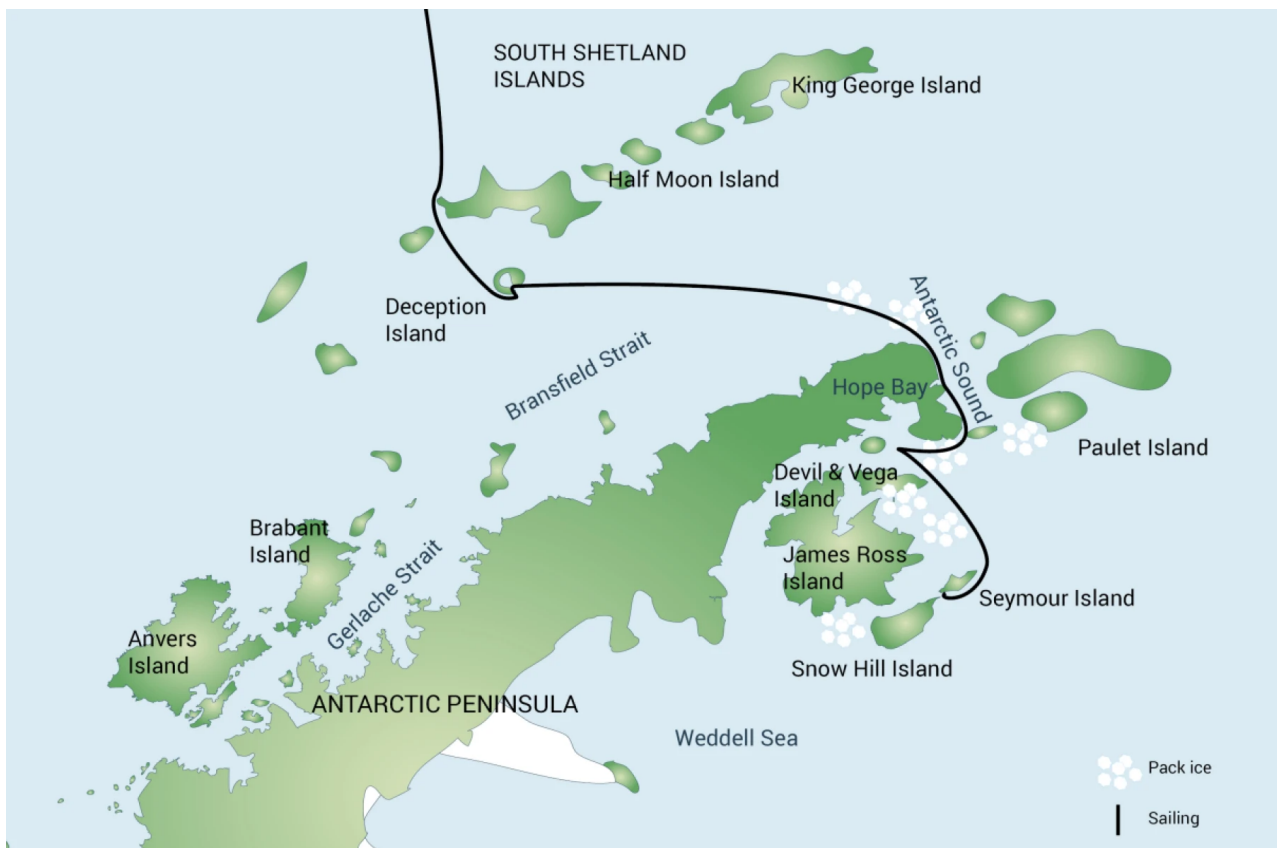 SOUTH SHETLAND
ISLANDS
King George Island
Half Moon Island
Deception
Island
Antarctic Sound
Bransfield Strait
Hope Bay
Paulet Island
Devil & Vega
Island
Brabant
Island
James Ross
Island
Gerlache Strait
Seymour Island
Anvers
Island
Snow Hill Island
ANTARCTIC PENINSULA
Weddell Sea
Pack ice
Sailing